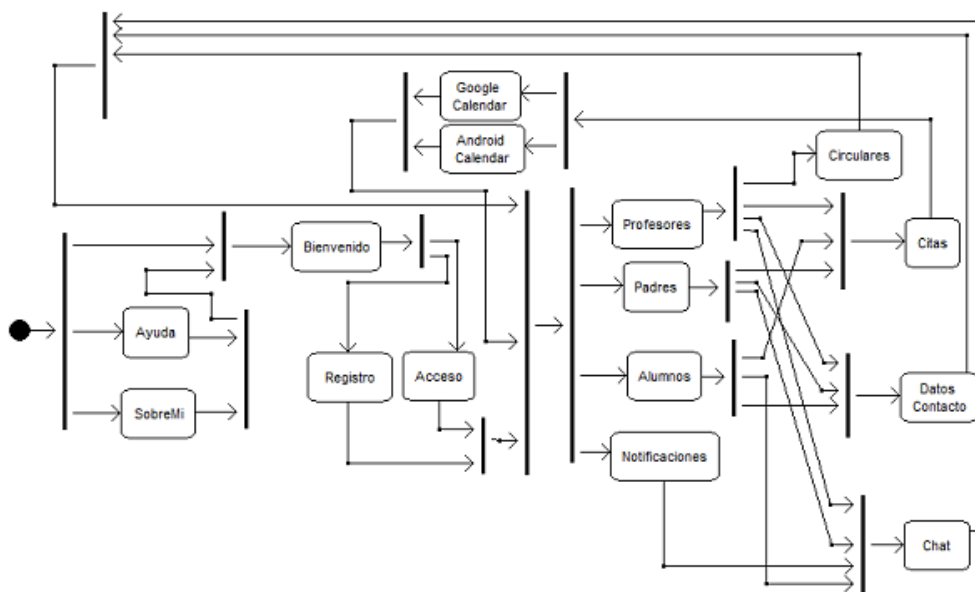 Google
Calendar
Android
Calendar
Circulares
Profesores
Bienvenido
Citas
Padres
Ayuda
Registro
Acceso
Alumnos
Datos
Contacto
SobreMi
Notificaciones
Chat